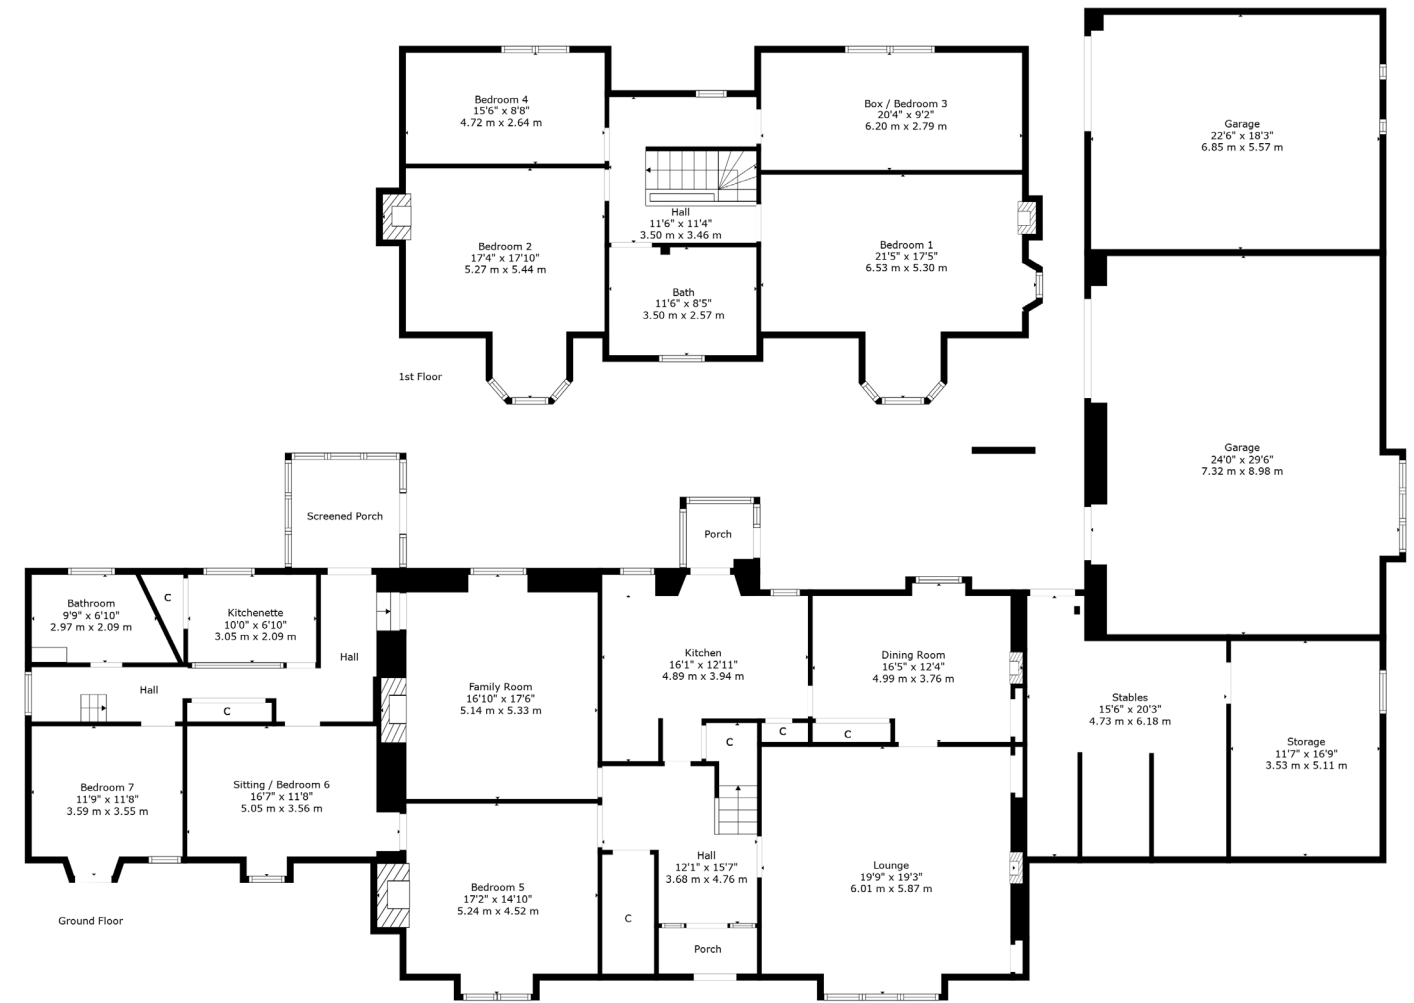 Bedroom 4
15'6" x 8'8"
4.72 m x 2.64 m
Box / Bedroom 3
20'4" x 9'2"
6.20 m x 2.79 m
Garage
22'6" x 18'3"
6.85 m x 5.57 m
Hall
11'6" x 11'4"
3.50 m x 3.46 m
Bedroom 2
17'4" x 17'10"
5.27 m x 5.44 m
Bedroom 1
21'5" x 17'5"
6.53 m x 5.30 m
Bath
11'6" x 8'5"
3.50 m x 2.57 m
1st Floor
Garage
24'0" x 29'6"
7.32 m x 8.98 m
Screened Porch
Porch
Bathroom
9'9" x 6'10"
2.97 m x 2.09 m
C
Kitchenette
10'0" x 6'10"
3.05 m x 2.09 m
Hall
Hall
C
Family Room
16'10" x 17'6"
5.14 m x 5.33 m
Kitchen
16'1" x 12'11"
4.89 m x 3.94 m
Dining Room
16'5" x 12'4"
4.99 m x 3.76 m
Stables
15'6" x 20'3"
4.73 m x 6.18 m
C
C
C
Storage
11'7" x 16'9"
3.53 m x 5.11 m
Bedroom 7
11'9" x 11'8"
3.59 m x 3.55 m
Sitting / Bedroom 6
16'7" x 11'8"
5.05 m x 3.56 m
Hall
12'1" x 15'7"
3.68 m x 4.76 m
Lounge
19'9" x 19'3"
6.01 m x 5.87 m
Bedroom 5
17'2" x 14'10"
5.24 m x 4.52 m
C
Ground Floor
Porch